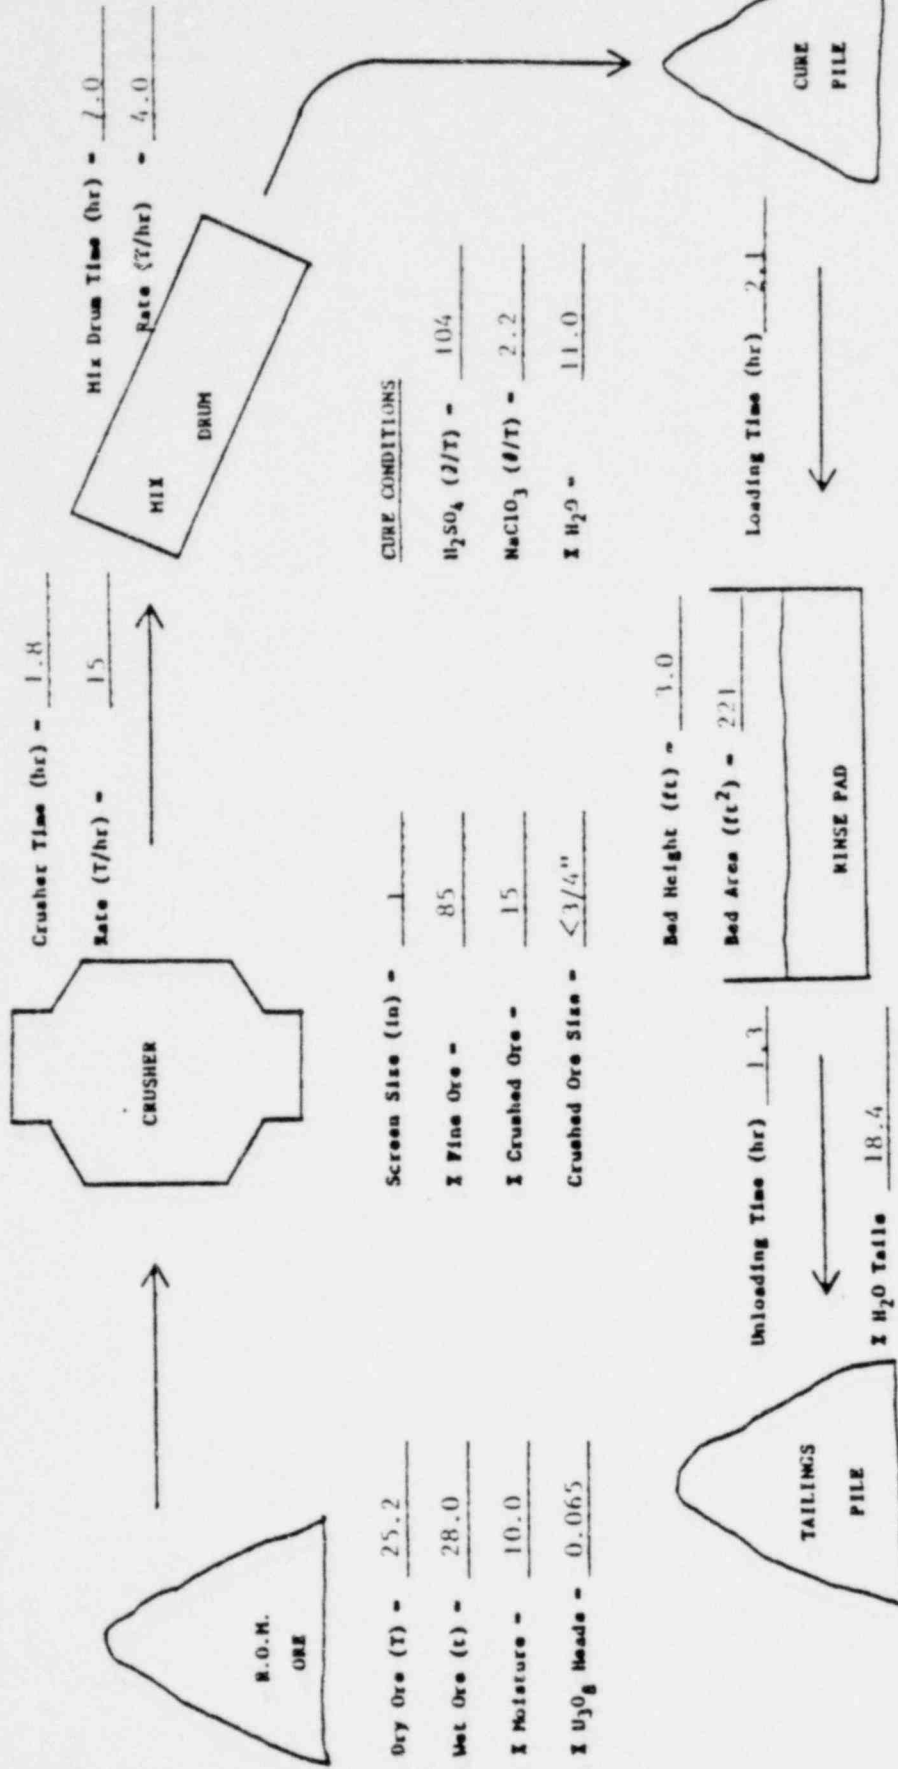 R.O.M.
ORE
CRUSHER
Crusher Time (hr) - 1.8
Rate (T/hr) - 15
MIX
DRUM
Mix Drum Time (hr) - 7.0
Rate (T/hr) - 4.0
Dry Ore (T) - 25.2
Wet Ore (t) - 28.0
% Moisture - 10.0
% U₃O₈ Heads - 0.065
Screen Size (in) - 1
% Fine Ore - 85
% Crushed Ore - 15
Crushed Ore Size - <3/4"
CURE CONDITIONS
H₂SO₄ (#/T) - 104
NaClO₃ (#/T) - 2.2
% H₂O - 11.0
TAILINGS
PILE
Unloading Time (hr) 1.3
% H₂O Tails 18.4
Bed Height (ft) - 3.0
Bed Area (ft²) - 221
RINSE PAD
Loading Time (hr) 2.1
CURE
PILE